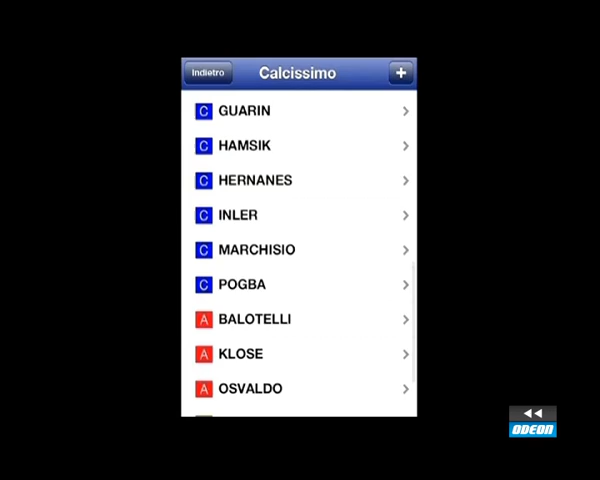 Indietro Calcissimo +
C GUARIN
C HAMSIK
C HERNANES
C INLER
C MARCHISIO
C POGBA
A BALOTELLI
A KLOSE
A OSVALDO
ODEON